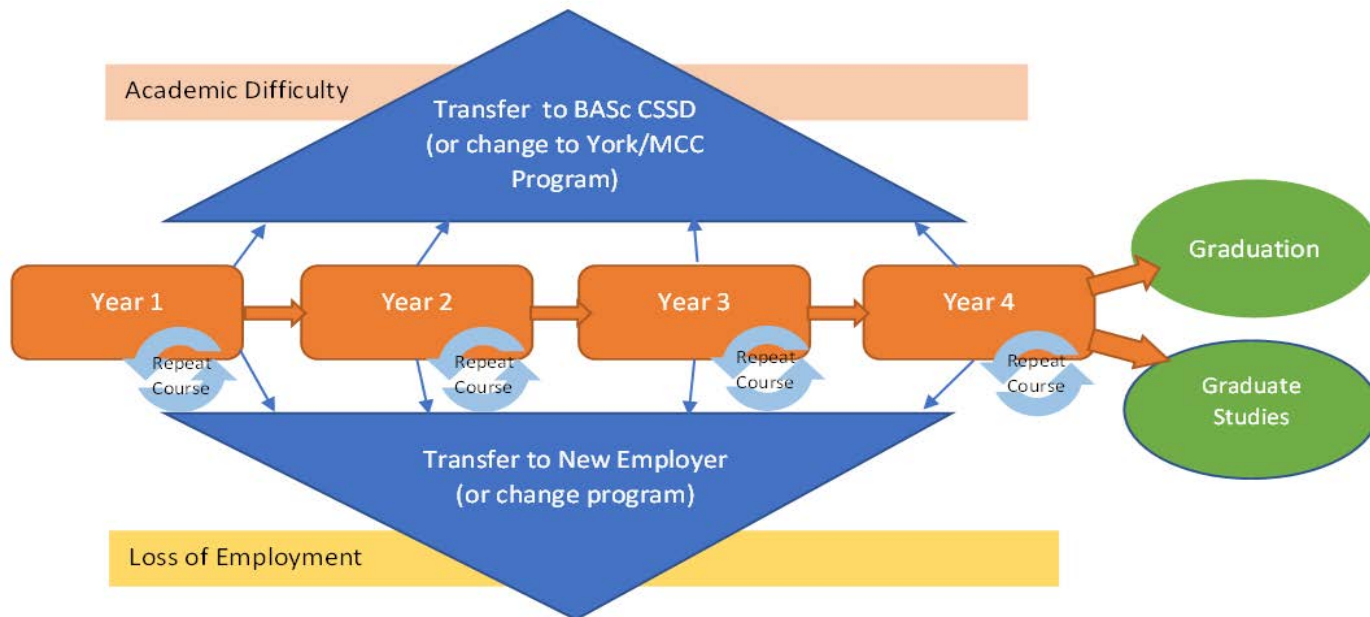 Academic Difficulty
Transfer to BASc CSSD
(or change to York/MCC
Program)
Year 1
Year 2
Year 3
Year 4
Graduation
Repeat
Course
Repeat
Course
Repeat
Course
Repeat
Course
Graduate
Studies
Transfer to New Employer
(or change program)
Loss of Employment